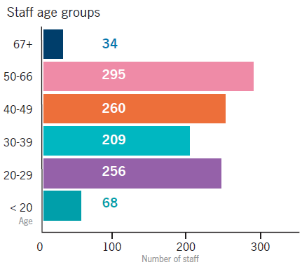 Staff age groups
67+ 34
50-66 295
40-49 260
30-39 209
20-29 256
< 20 68
Age
0 100 200 300
Number of staff